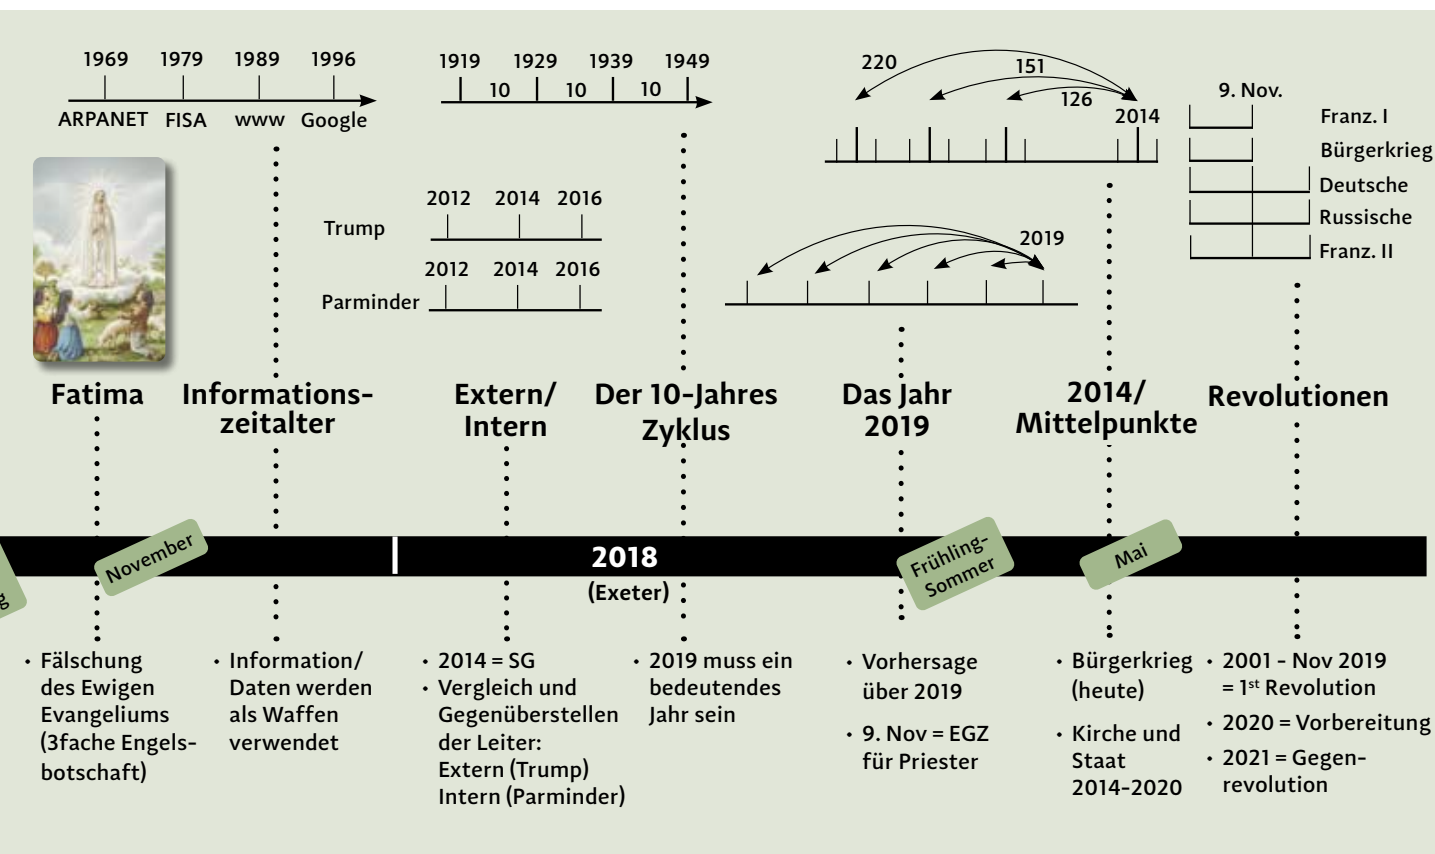 1969 1979 1989 1996
ARPANET FISA www Google
1919 1929 1939 1949
10 10 10
Trump
2012 2014 2016
Parminder
2012 2014 2016
220
151
126
2014
2019
9. Nov.
Franz. I
Bürgerkrieg
Deutsche
Russische
Franz. II
Fatima
Informations-
zeitalter
Extern/
Intern
Der 10-Jahres
Zyklus
Das Jahr
2019
2014/
Mittelpunkte
Revolutionen
November
2018
(Exeter)
Frühling-
Sommer
Mai
g
• Fälschung
des Ewigen
Evangeliums
(3fache Engels-
botschaft)
• Information/
Daten werden
als Waffen
verwendet
• 2014 = SG
• Vergleich und
Gegenüberstellen
der Leiter:
Extern (Trump)
Intern (Parminder)
• 2019 muss ein
bedeutendes
Jahr sein
• Vorhersage
über 2019
• 9. Nov = EGZ
für Priester
• Bürgerkrieg
(heute)
• Kirche und
Staat
2014-2020
• 2001 - Nov 2019
= 1st Revolution
• 2020 = Vorbereitung
• 2021 = Gegen-
revolution